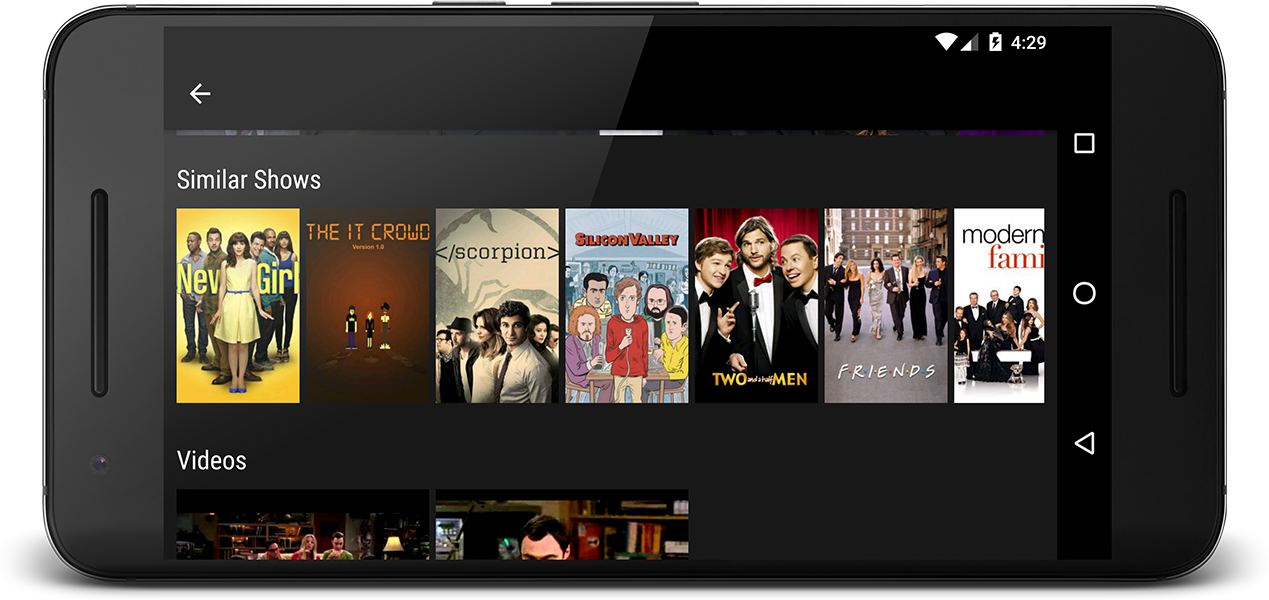 4:29
Similar Shows
New Girl
THE IT CROWD
Version 1.0
</scorpion>
SILICON VALLEY
TWO and a half MEN
F·R·I·E·N·D·S
modern
fami
Videos